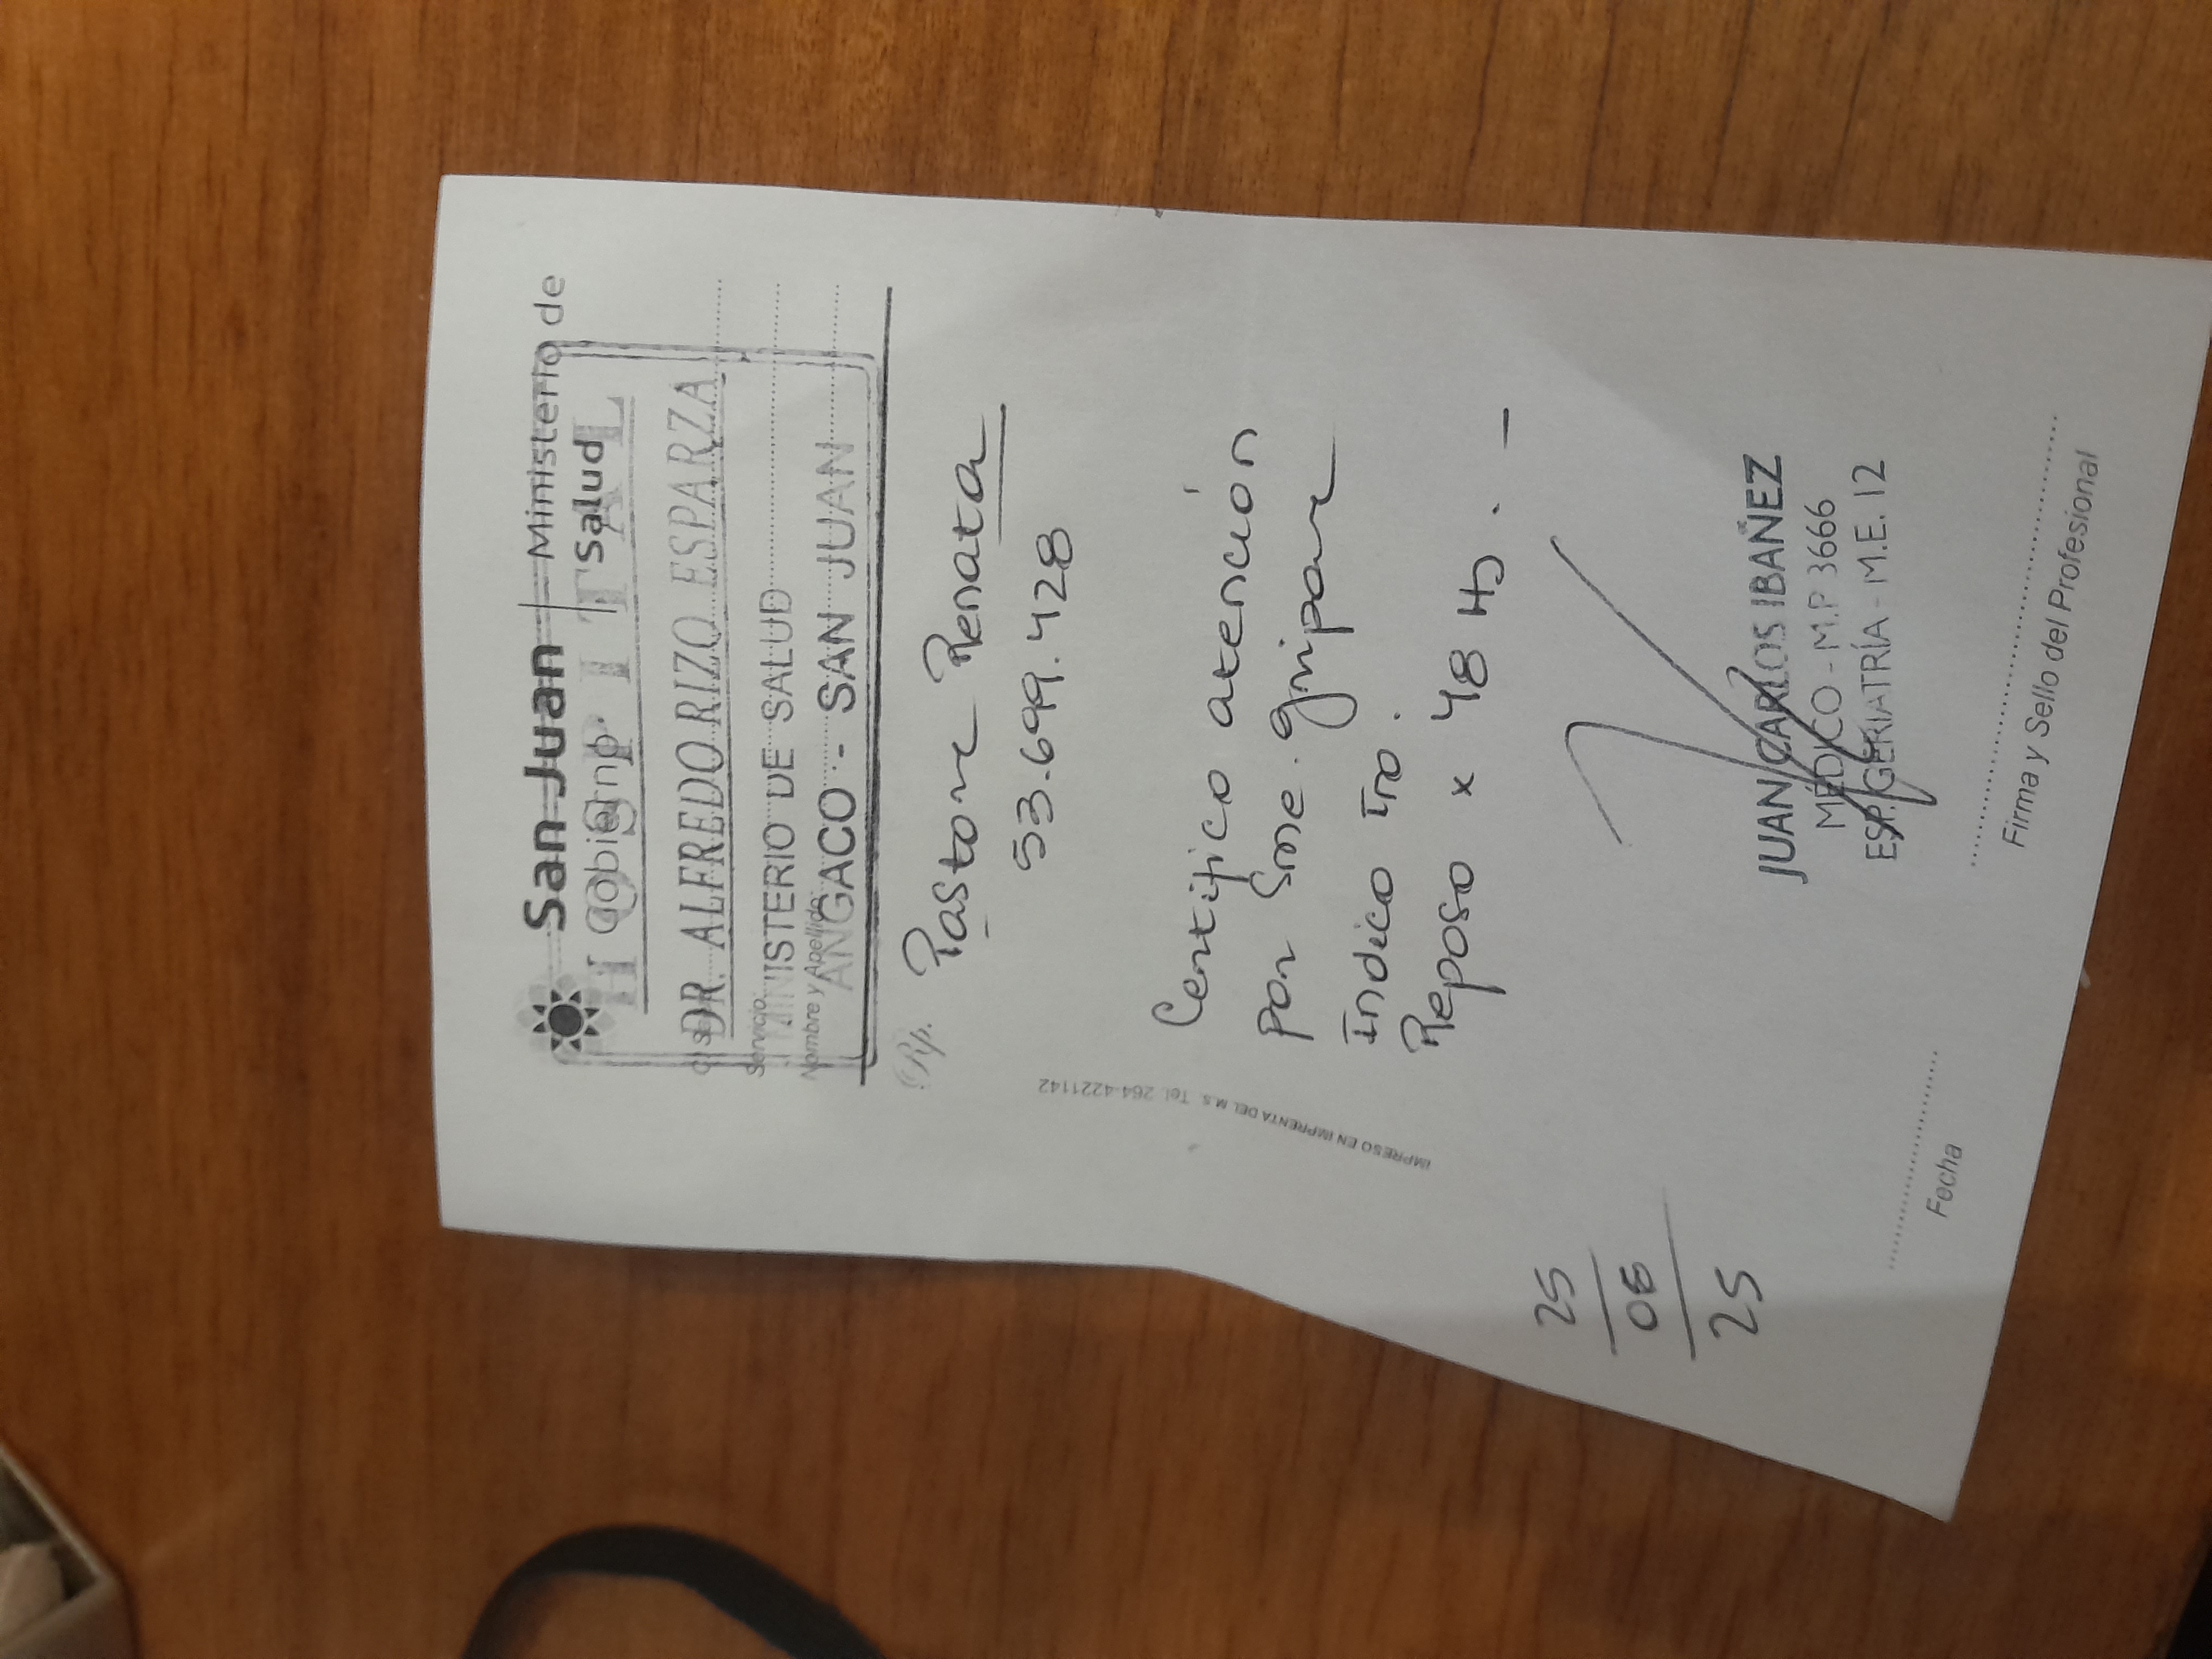 San Juan | Ministerio de
Gobierno | Salud
HOSPITAL
DR. ALFREDO RIZO ESPARZA
Servicio:
MINISTERIO DE SALUD
Nombre y Apellido:
ANGACO - SAN JUAN
Rp.
Pastore Renata
53.699.428
IMPRESO EN IMPRENTA DEL M.S. Tel. 264-4221142
Certifico atención
por Sme. gripal
Indico tto.
Reposo x 48 Hs. -
25
08
25
JUAN CARLOS IBAÑEZ
MÉDICO - M.P 3666
ESP. GERIATRÍA - M.E. 12
Fecha
Firma y Sello del Profesional